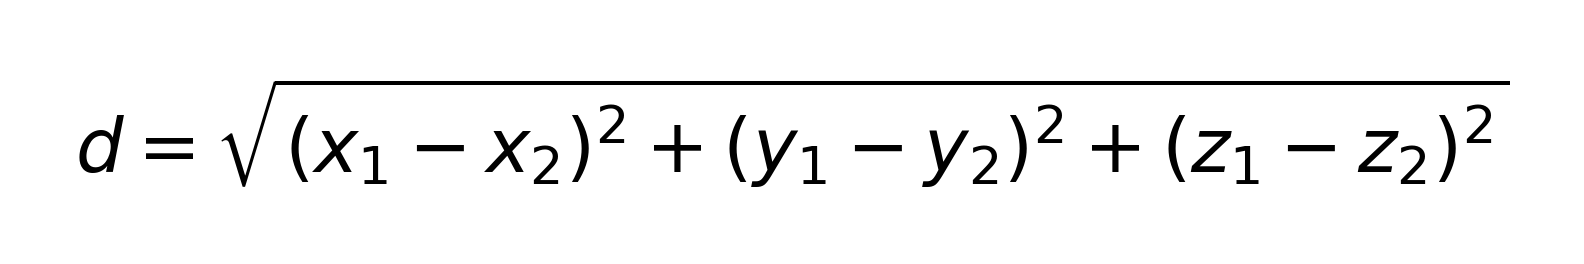 d = √((x₁ − x₂)² + (y₁ − y₂)² + (z₁ − z₂)²)